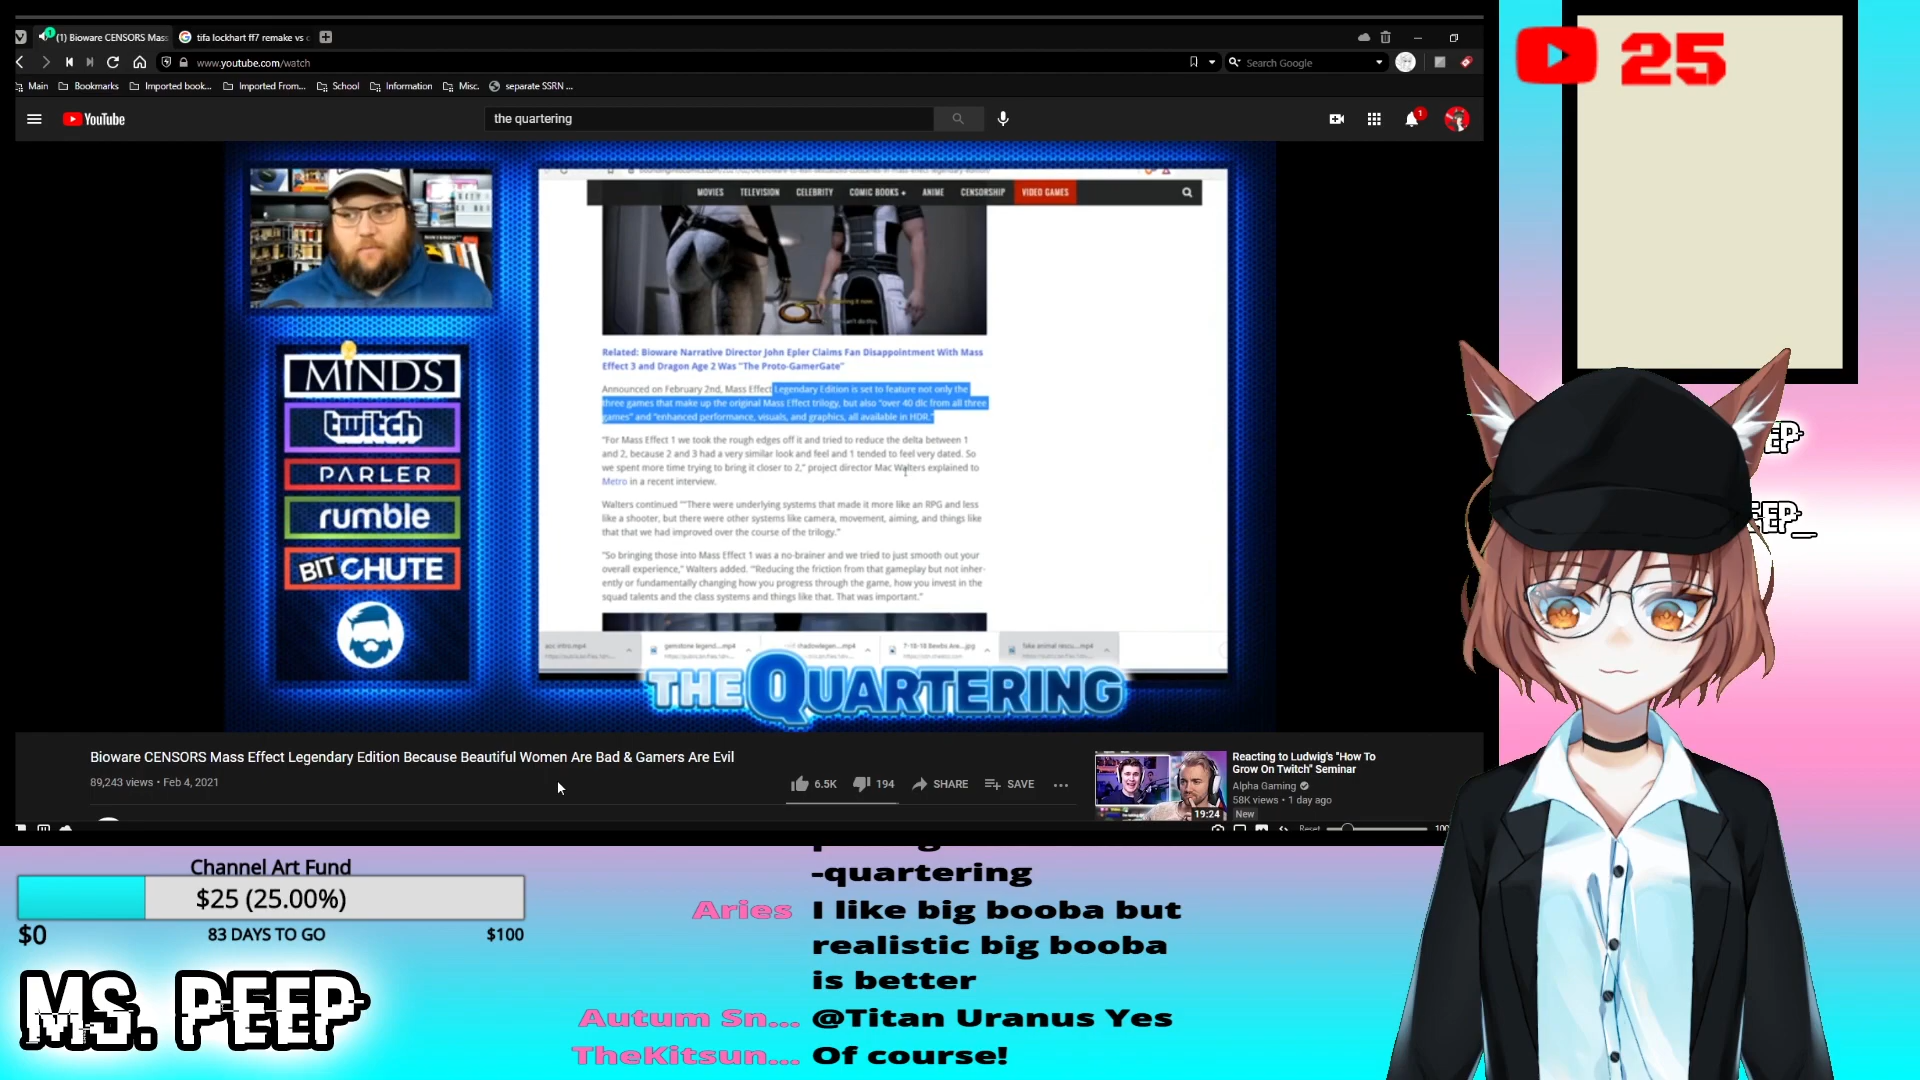 (1) Bioware CENSORS Mass
tifa lockhart ff7 remake vs
www.youtube.com/watch
Search Google
Main
Bookmarks
Imported book...
Imported From...
School
Information
Misc.
separate SSRN ...
YouTube
the quartering
1
MOVIES
TELEVISION
CELEBRITY
COMIC BOOKS
ANIME
CENSORSHIP
VIDEO GAMES
Related: Bioware Narrative Director John Epler Claims Fan Disappointment With Mass
Effect 3 and Dragon Age 2 Was "The Proto-GamerGate"
Announced on February 2nd, Mass Effect Legendary Edition is set to feature not only the
three games that make up the original Mass Effect trilogy, but also "over 40 dlc from all three
games" and "enhanced performance, visuals, and graphics, all available in HDR."
"For Mass Effect 1 we took the rough edges off it and tried to reduce the delta between 1
and 2, because 2 and 3 had a very similar look and feel and 1 tended to feel very dated. So
we spent more time trying to bring it closer to 2," project director Mac Walters explained to
Metro in a recent interview.
Walters continued ""There were underlying systems that made it more like an RPG and less
like a shooter, but there were other systems like camera, movement, aiming, and things like
that that we had improved over the course of the trilogy."
"So bringing those into Mass Effect 1 was a no-brainer and we tried to just smooth out your
overall experience," Walters added. "Reducing the friction from that gameplay but not inher-
ently or fundamentally changing how you progress through the game, how you invest in the
squad talents and the class systems and things like that. That was important."
MINDS
twitch
PARLER
rumble
BIT CHUTE
THE QUARTERING
Bioware CENSORS Mass Effect Legendary Edition Because Beautiful Women Are Bad & Gamers Are Evil
89,243 views • Feb 4, 2021
6.5K
194
SHARE
SAVE
Reacting to Ludwig's "How To
Grow On Twitch" Seminar
Alpha Gaming
58K views • 1 day ago
New
19:24
Reset
25
Channel Art Fund
$25 (25.00%)
$0
83 DAYS TO GO
$100
MS. PEEP
-quartering
Aries I like big booba but
realistic big booba
is better
Autum Sn... @Titan Uranus Yes
TheKitsun... Of course!